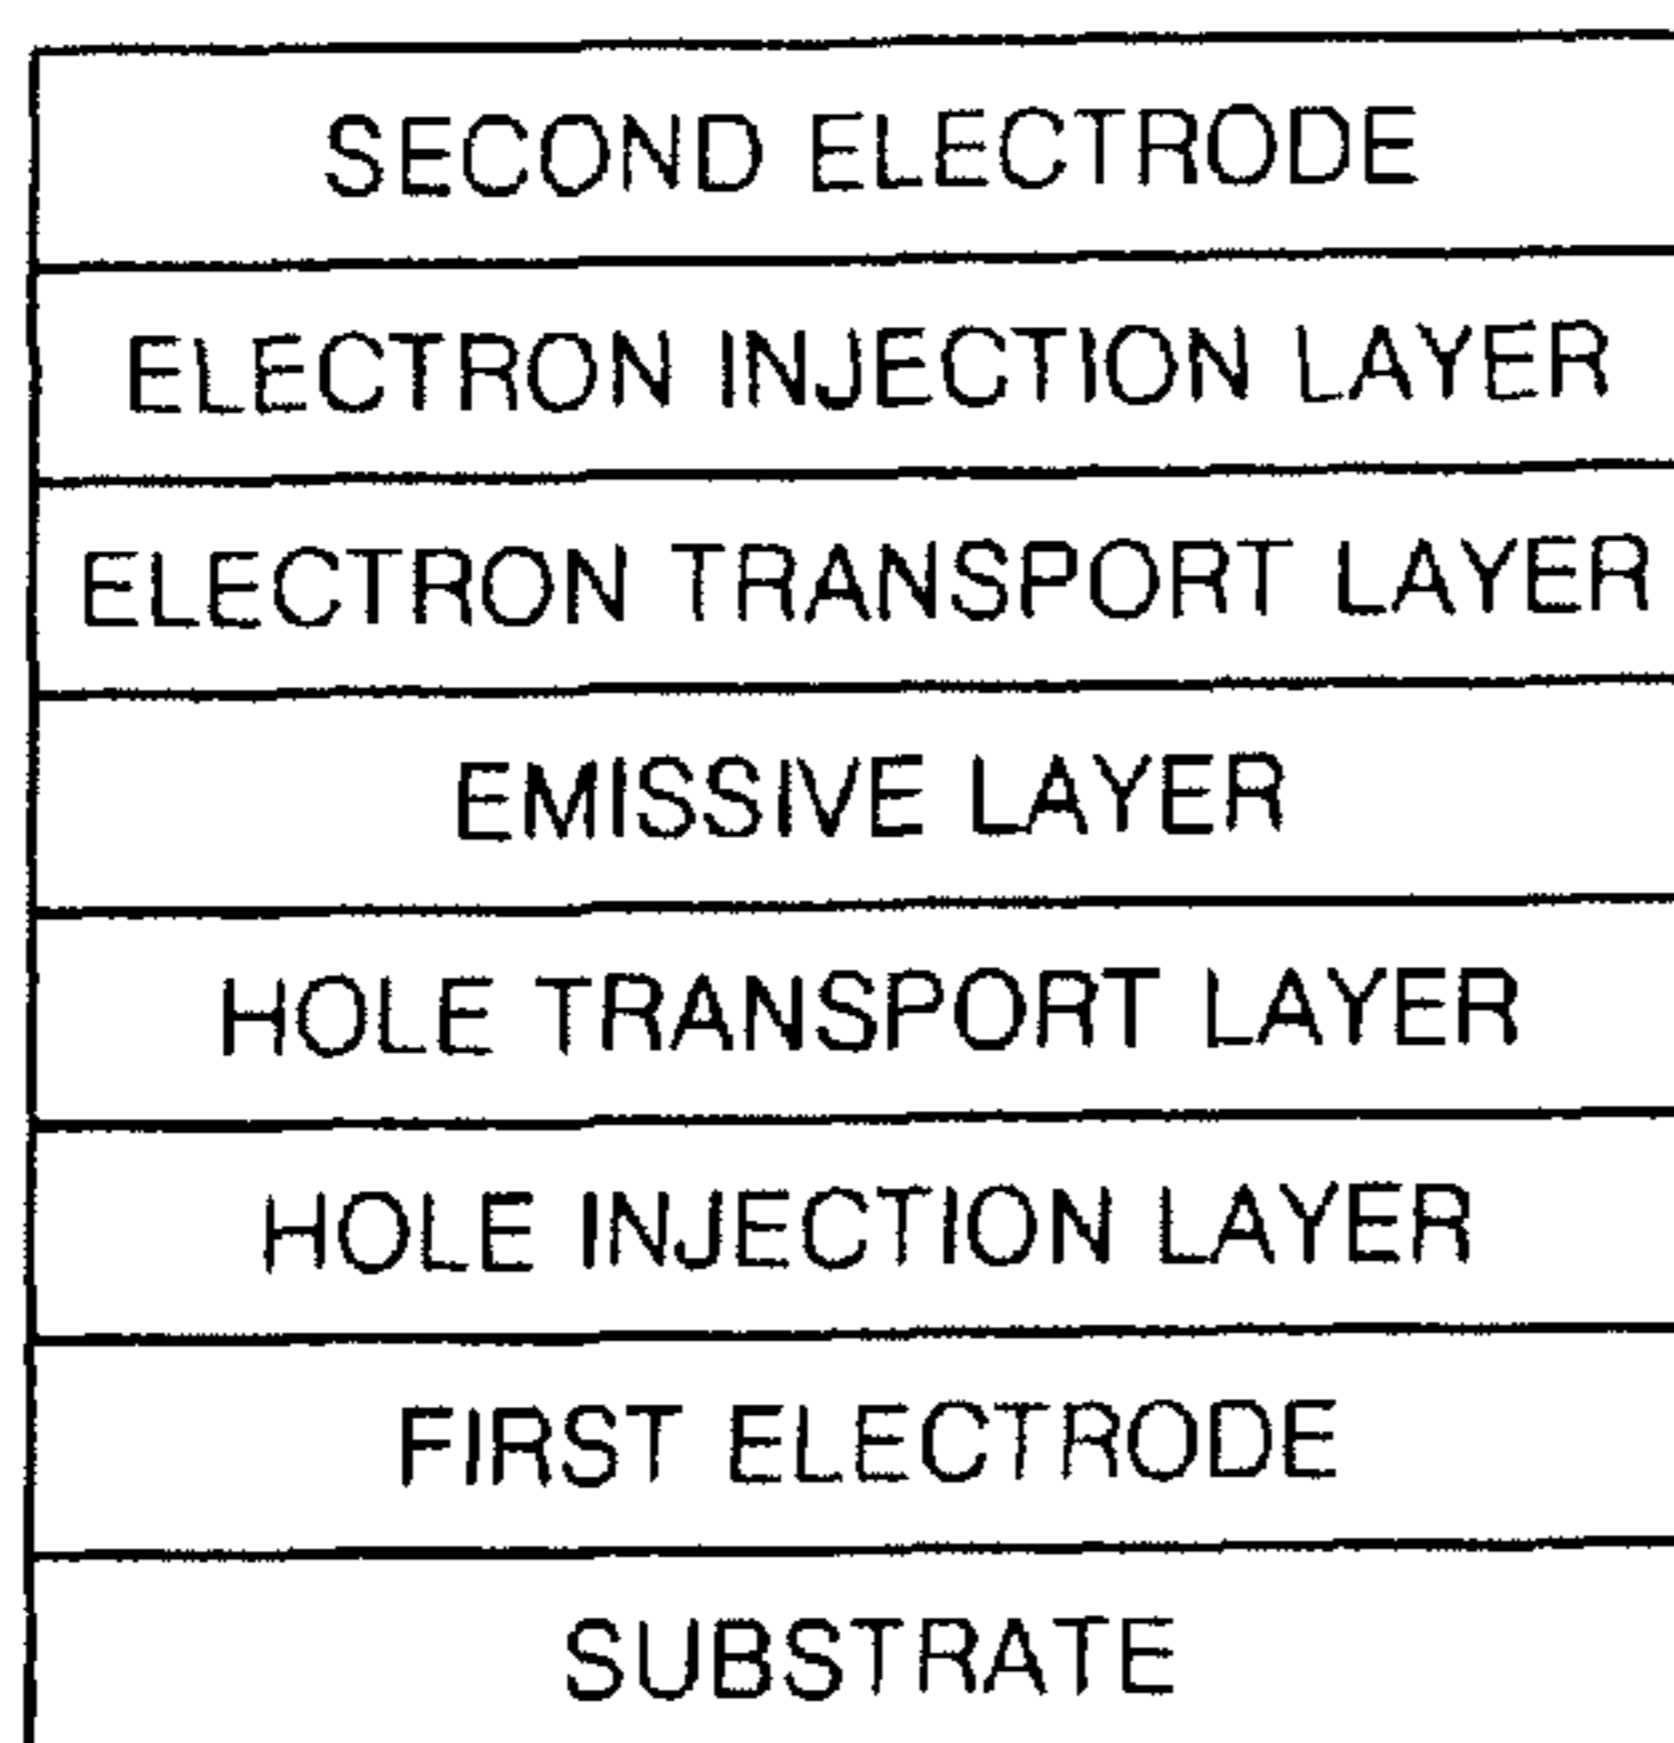 SECOND ELECTRODE
ELECTRON INJECTION LAYER
ELECTRON TRANSPORT LAYER
EMISSIVE LAYER
HOLE TRANSPORT LAYER
HOLE INJECTION LAYER
FIRST ELECTRODE
SUBSTRATE